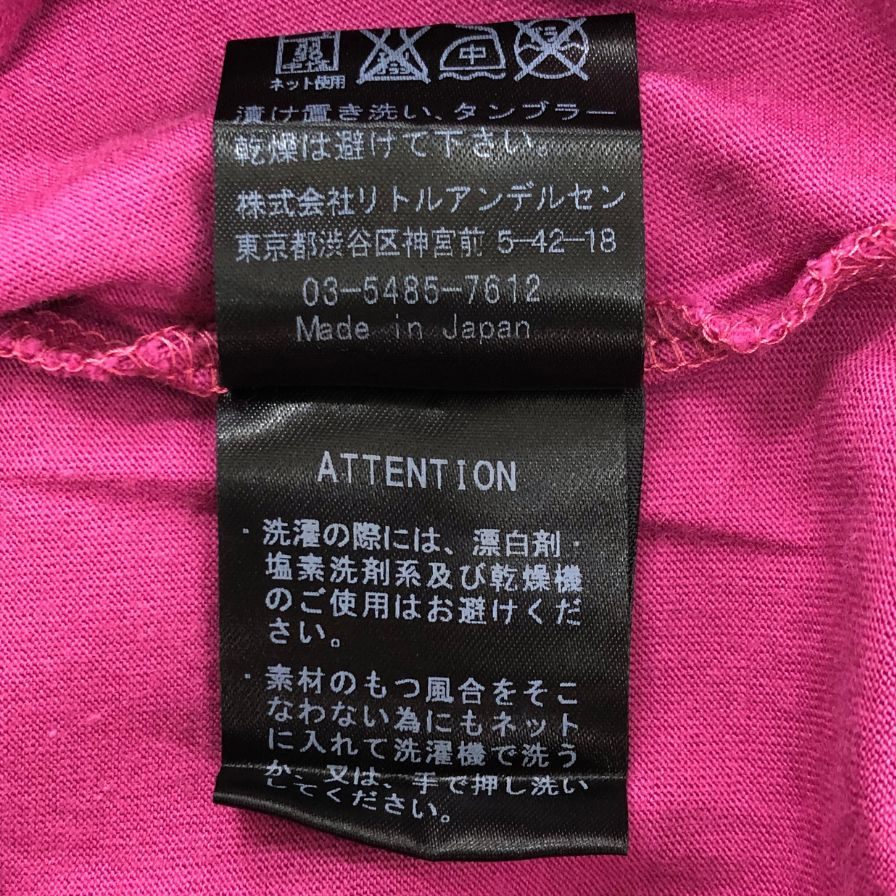 ネット使用
中
漬け置き洗い、タンブラー
乾燥は避けて下さい。
株式会社リトルアンデルセン
東京都渋谷区神宮前 5-42-18
03-5485-7612
Made in Japan
ATTENTION
・洗濯の際には、漂白剤・
塩素洗剤系及び乾燥機
のご使用はお避けくだ
さい。
・素材のもつ風合をそこ
なわない為にもネット
に入れて洗濯機で洗う
か、又は、手で押し洗い
してください。